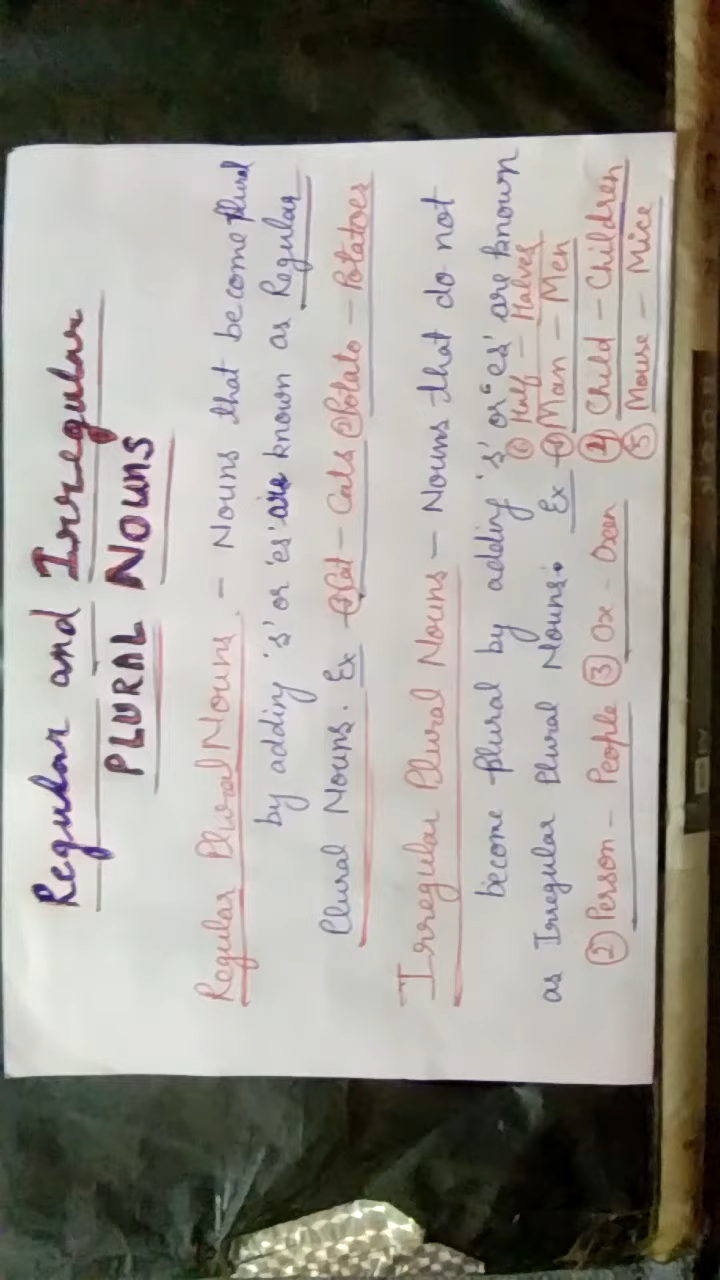 Regular and Irregular
PLURAL NOUNS
Regular Plural Nouns. - Nouns that become Plural
by adding 's' or 'es' are known as Regular
Plural Nouns. Ex - ① Cat - Cats ② Potato - Potatoes
Irregular Plural Nouns - Nouns that do not
become plural by adding 's' or "es' are known
⑥ Half - Halves
as Irregular Plural Nouns. Ex - ① Man - Men
② Person - People ③ Ox - Oxen ④ Child - Children
⑤ Mouse - Mice